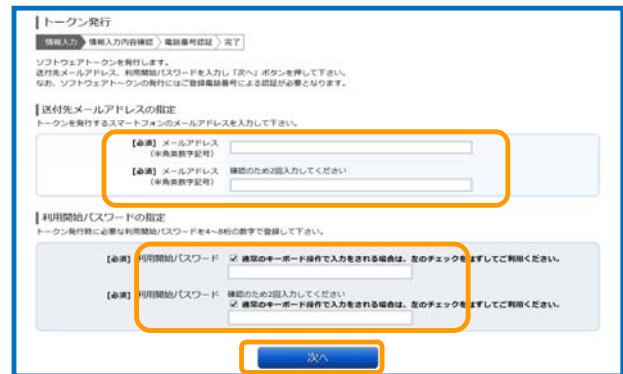 トークン発行
情報入力 〉 情報入力内容確認 〉 電話番号認証 〉 完了
ソフトウェアトークンを発行します。
送付先メールアドレス、利用開始パスワードを入力し「次へ」ボタンを押して下さい。
なお、ソフトウェアトークンの発行にはご登録電話番号による認証が必要となります。
送付先メールアドレスの指定
トークンを発行するスマートフォンのメールアドレスを入力して下さい。
【必須】 メールアドレス
(半角英数字記号)
【必須】 メールアドレス 確認のため2回入力してください
(半角英数字記号)
利用開始パスワードの指定
トークン発行時に必要な利用開始パスワードを4～8桁の数字で登録して下さい。
【必須】 利用開始パスワード 通常のキーボード操作で入力をされる場合は、左のチェックをはずしてご利用ください。
【必須】 利用開始パスワード 確認のため2回入力してください
通常のキーボード操作で入力をされる場合は、左のチェックをはずしてご利用ください。
次へ